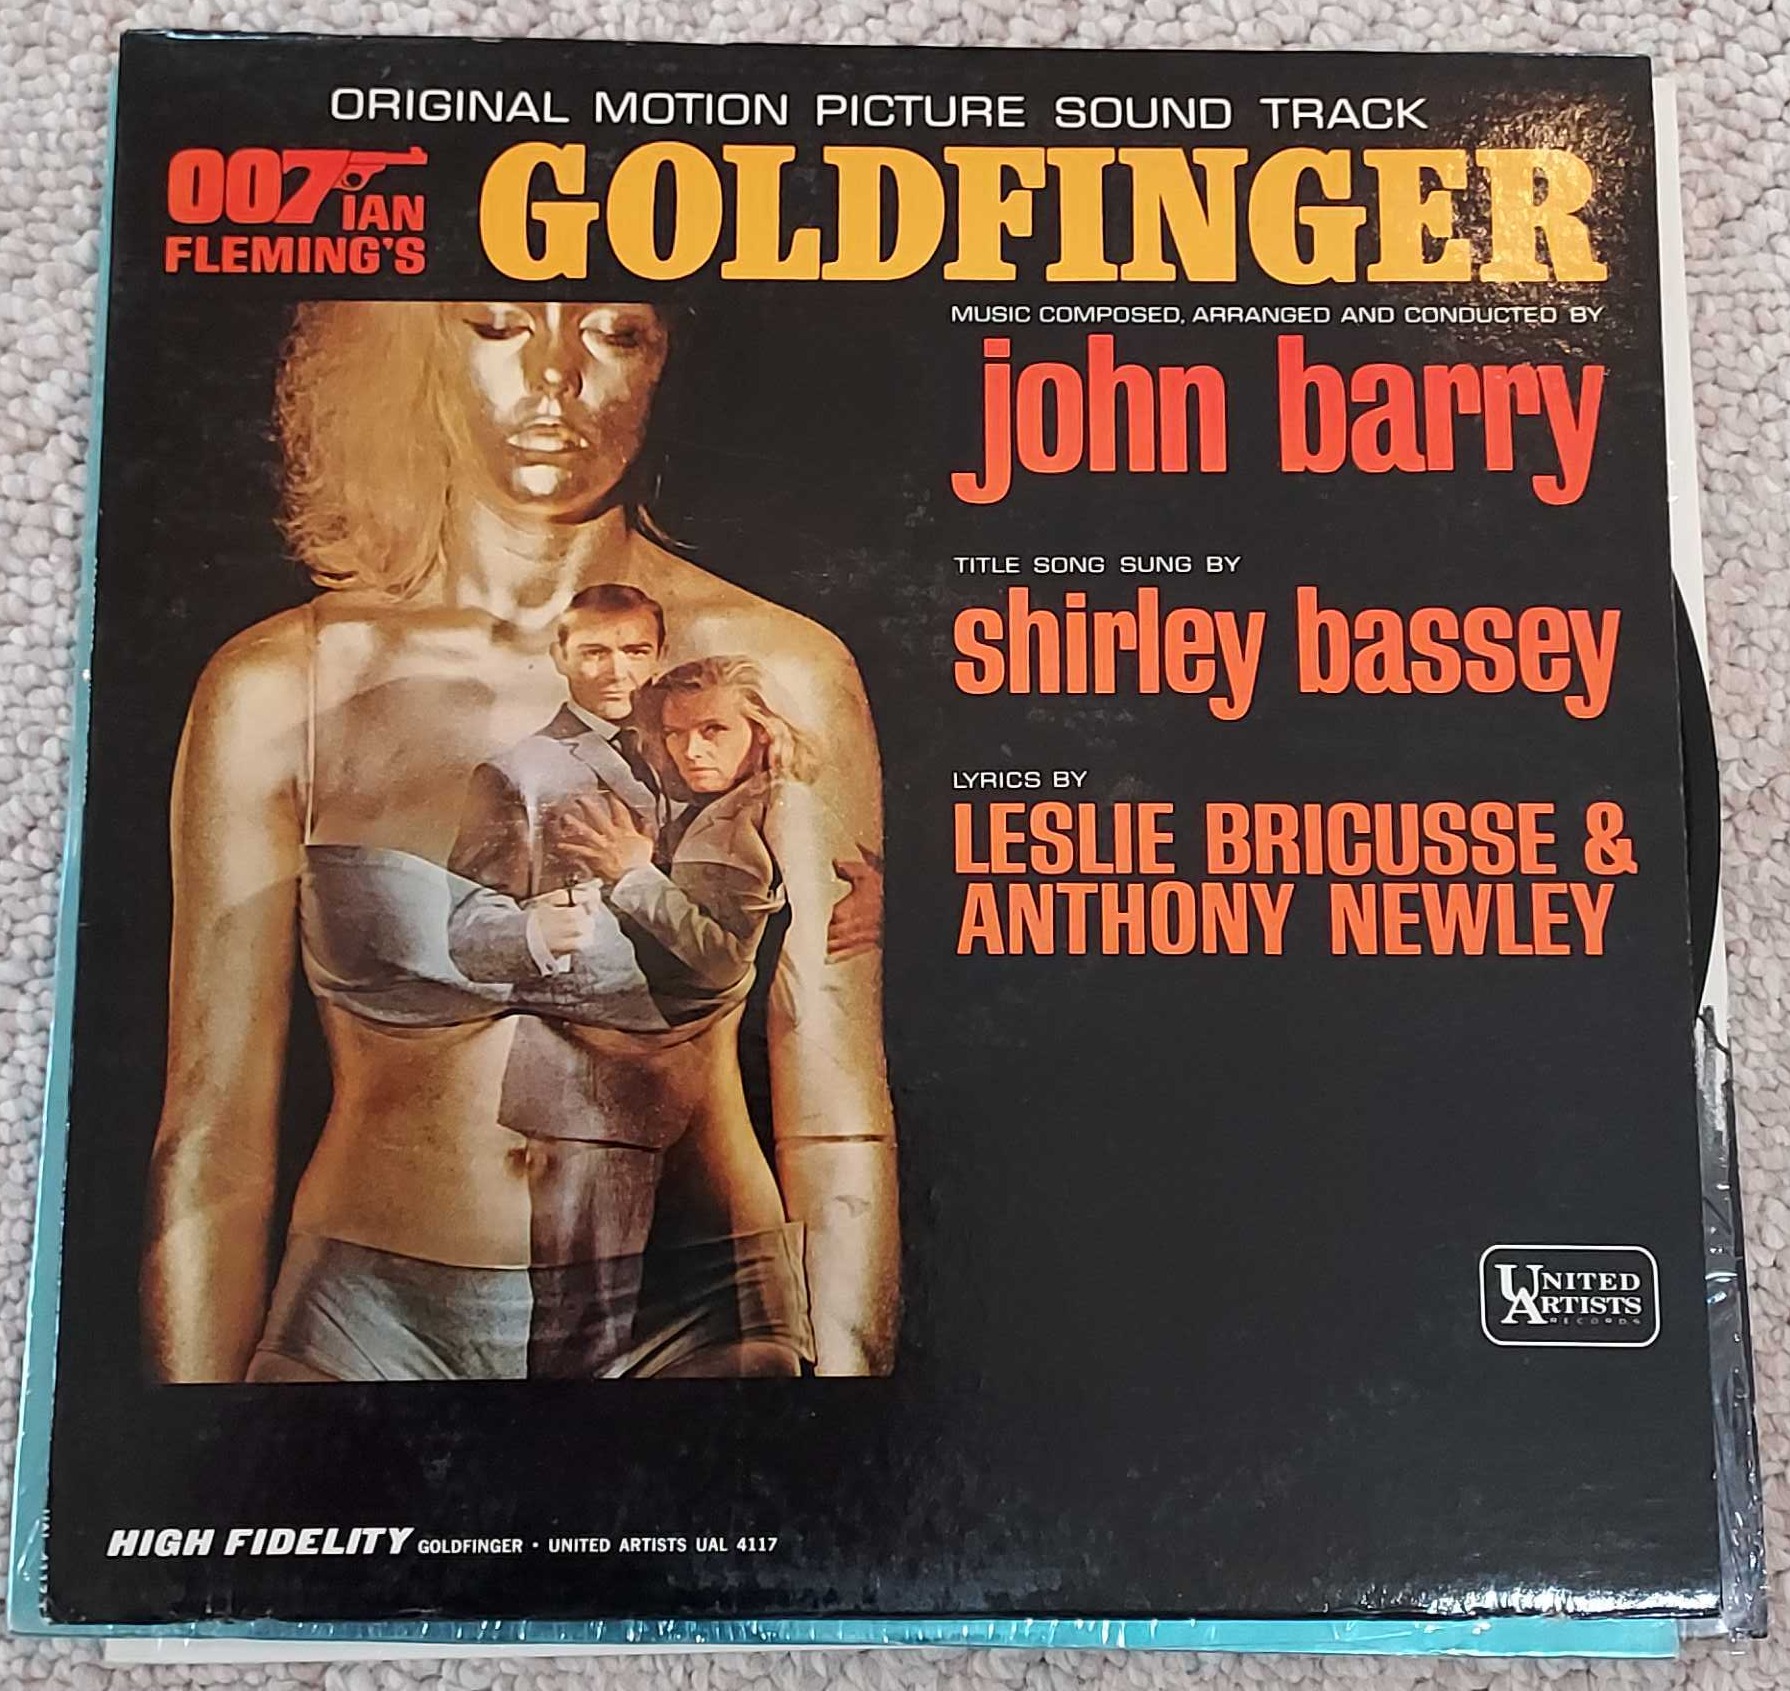 ORIGINAL MOTION PICTURE SOUND TRACK
007 IAN
FLEMING'S
GOLDFINGER
MUSIC COMPOSED, ARRANGED AND CONDUCTED BY
john barry
TITLE SONG SUNG BY
shirley bassey
LYRICS BY
LESLIE BRICUSSE &
ANTHONY NEWLEY
UNITED
ARTISTS
RECORDS
HIGH FIDELITY GOLDFINGER • UNITED ARTISTS UAL 4117